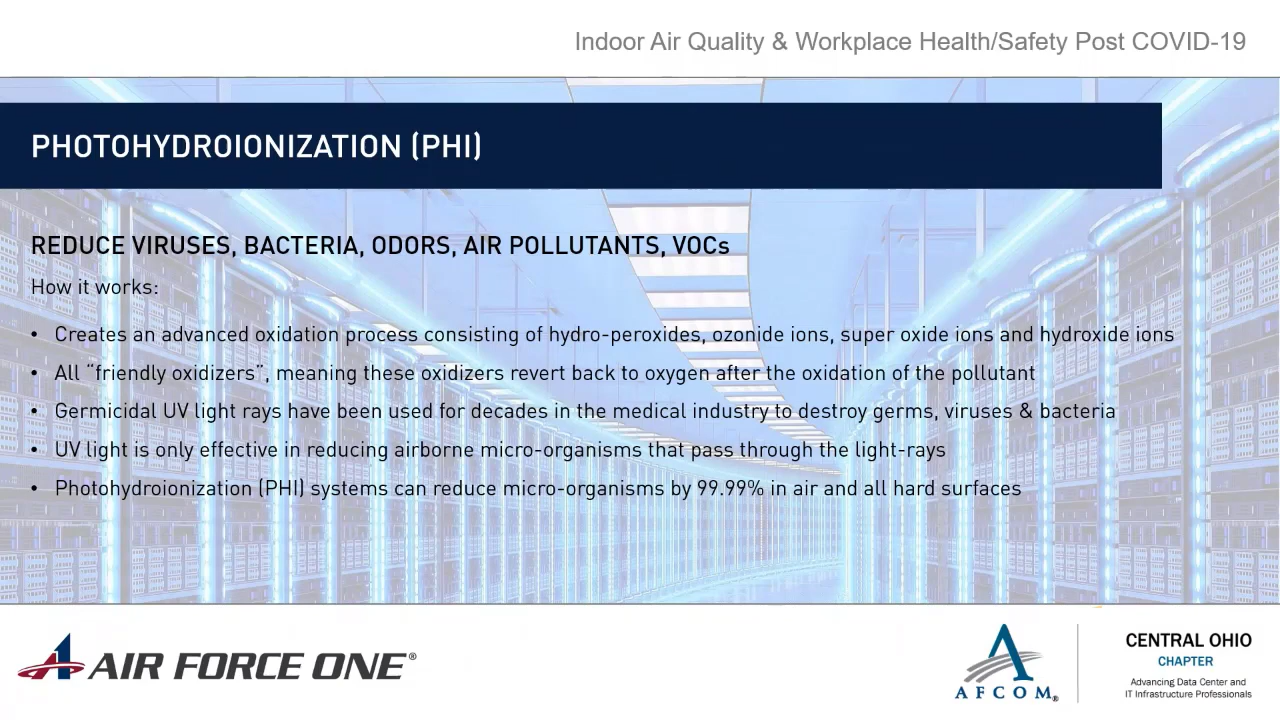 Indoor Air Quality & Workplace Health/Safety Post COVID-19
PHOTOHYDROIONIZATION (PHI)
REDUCE VIRUSES, BACTERIA, ODORS, AIR POLLUTANTS, VOCs
How it works:
• Creates an advanced oxidation process consisting of hydro-peroxides, ozonide ions, super oxide ions and hydroxide ions
• All “friendly oxidizers”, meaning these oxidizers revert back to oxygen after the oxidation of the pollutant
• Germicidal UV light rays have been used for decades in the medical industry to destroy germs, viruses & bacteria
• UV light is only effective in reducing airborne micro-organisms that pass through the light-rays
• Photohydroionization (PHI) systems can reduce micro-organisms by 99.99% in air and all hard surfaces
AIR FORCE ONE®
AFCOM®
CENTRAL OHIO
CHAPTER
Advancing Data Center and
IT Infrastructure Professionals